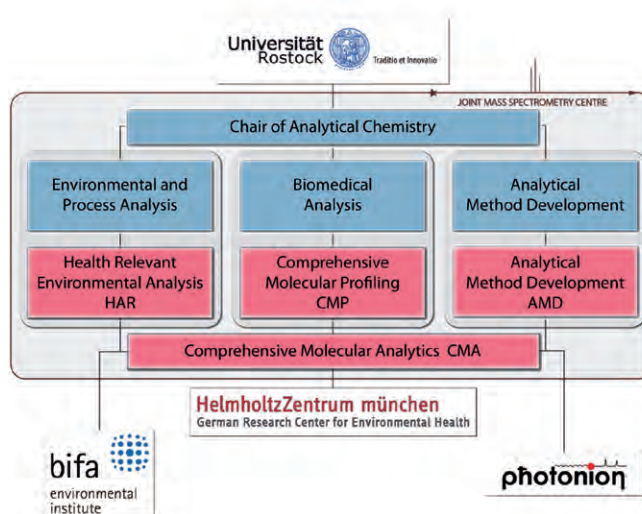 Universität
Rostock
Traditio et Innovatio
JOINT MASS SPECTROMETRY CENTRE
Chair of Analytical Chemistry
Environmental and
Process Analysis
Biomedical
Analysis
Analytical
Method Development
Health Relevant
Environmental Analysis
HAR
Comprehensive
Molecular Profiling
CMP
Analytical
Method Development
AMD
Comprehensive Molecular Analytics CMA
HelmholtzZentrum münchen
German Research Center for Environmental Health
bifa
environmental
institute
photonion